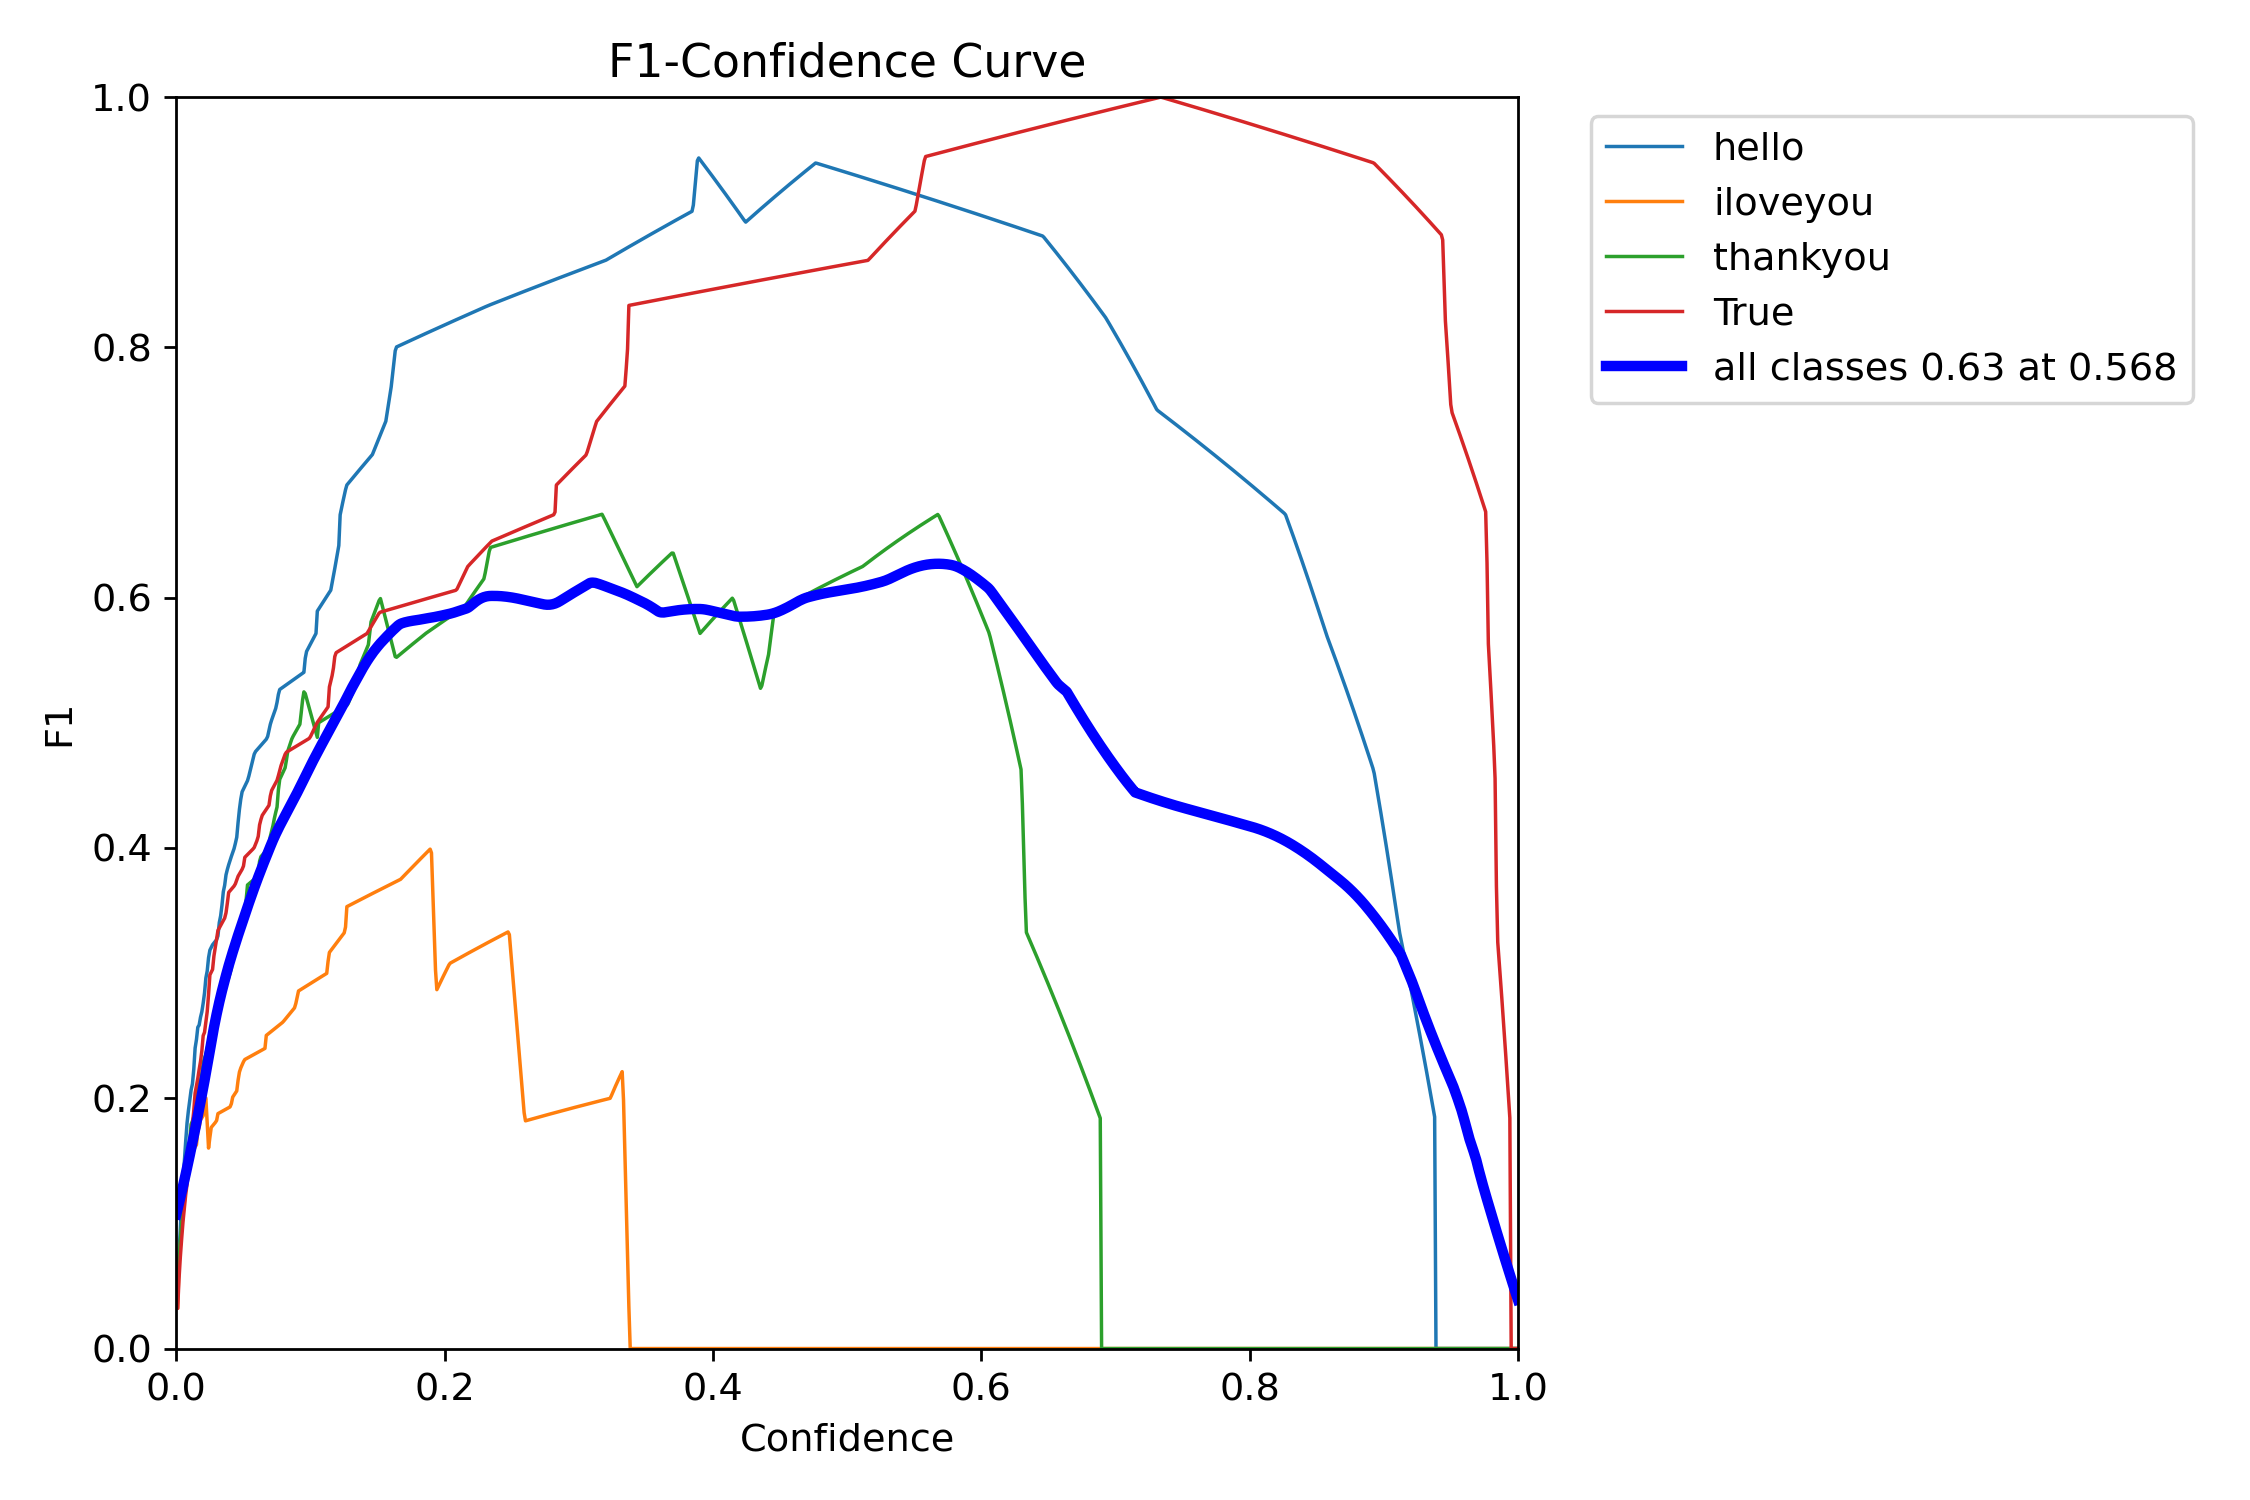 F1-Confidence Curve
1.0
0.8
0.6
0.4
0.2
0.0
F1
0.0 0.2 0.4 0.6 0.8 1.0
Confidence
hello
iloveyou
thankyou
True
all classes 0.63 at 0.568